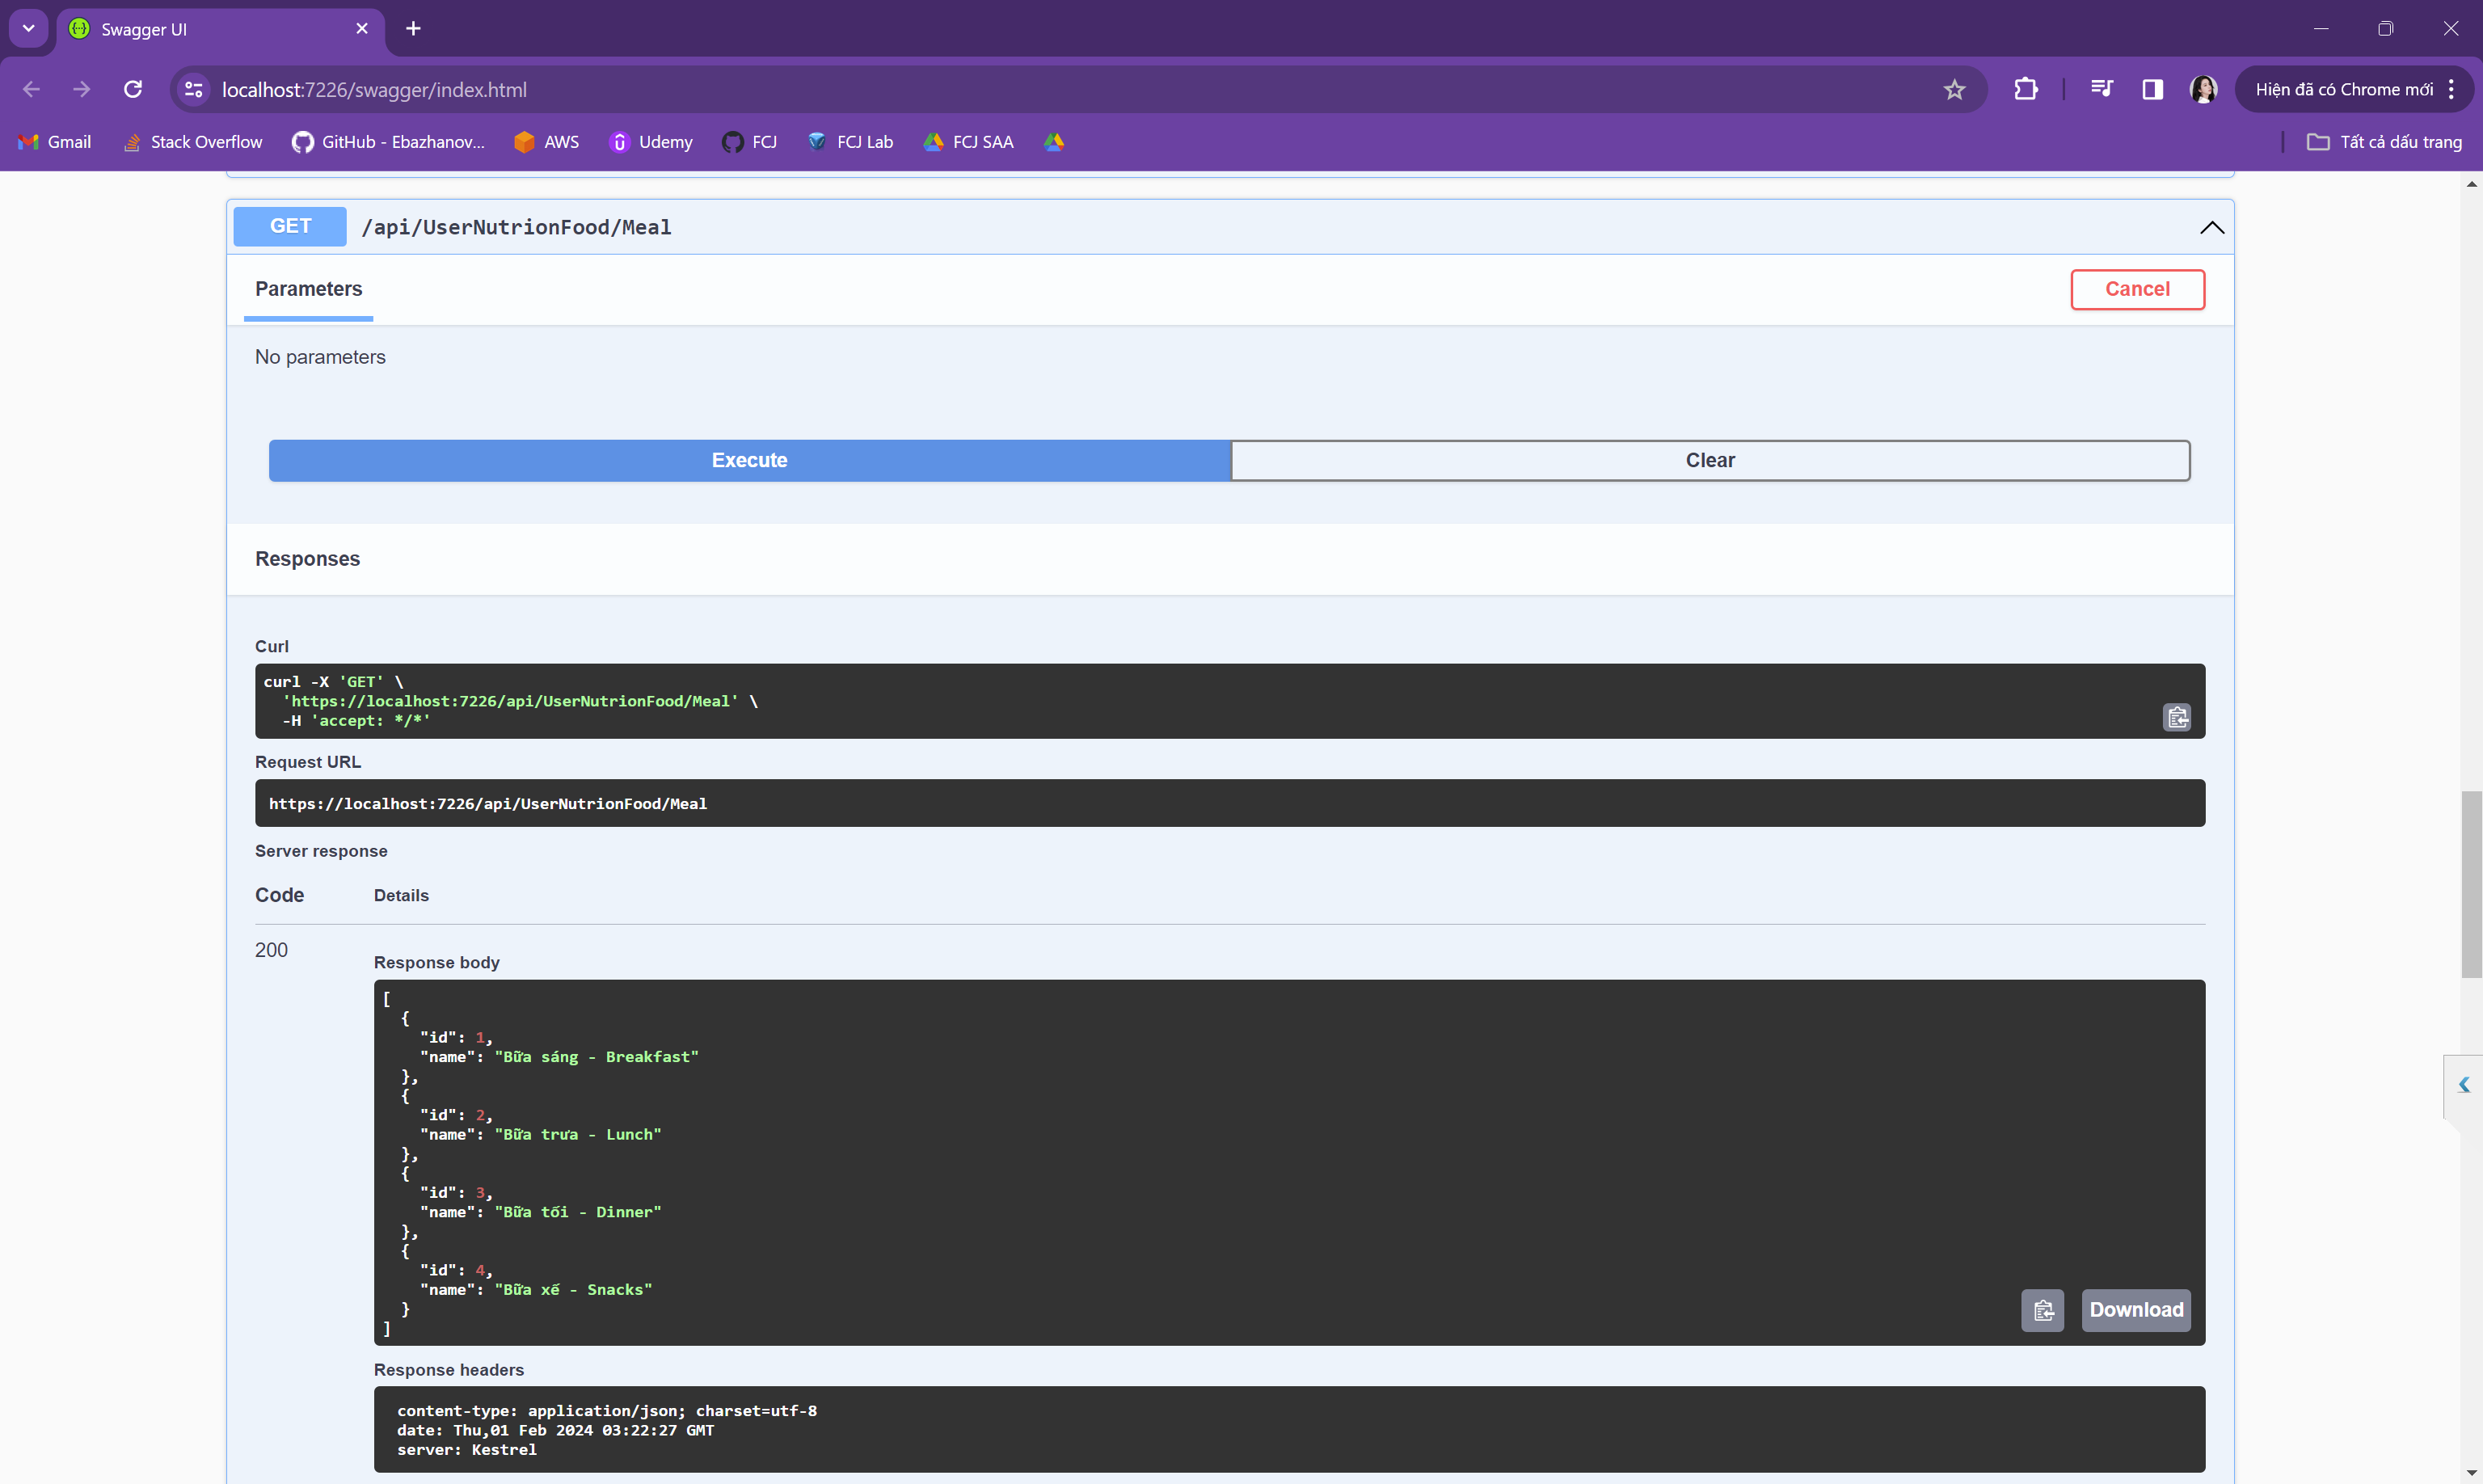 Swagger UI
localhost:7226/swagger/index.html
Hiện đã có Chrome mới
Gmail
Stack Overflow
GitHub - Ebazhanov...
AWS
Udemy
FCJ
FCJ Lab
FCJ SAA
Tất cả dấu trang
GET /api/UserNutrionFood/Meal
Parameters
Cancel
No parameters
Execute
Clear
Responses
Curl
curl -X 'GET' \
'https://localhost:7226/api/UserNutrionFood/Meal' \
-H 'accept: */*'
Request URL
https://localhost:7226/api/UserNutrionFood/Meal
Server response
Code Details
200
Response body
[
{
"id": 1,
"name": "Bữa sáng - Breakfast"
},
{
"id": 2,
"name": "Bữa trưa - Lunch"
},
{
"id": 3,
"name": "Bữa tối - Dinner"
},
{
"id": 4,
"name": "Bữa xế - Snacks"
}
]
Download
Response headers
content-type: application/json; charset=utf-8
date: Thu,01 Feb 2024 03:22:27 GMT
server: Kestrel